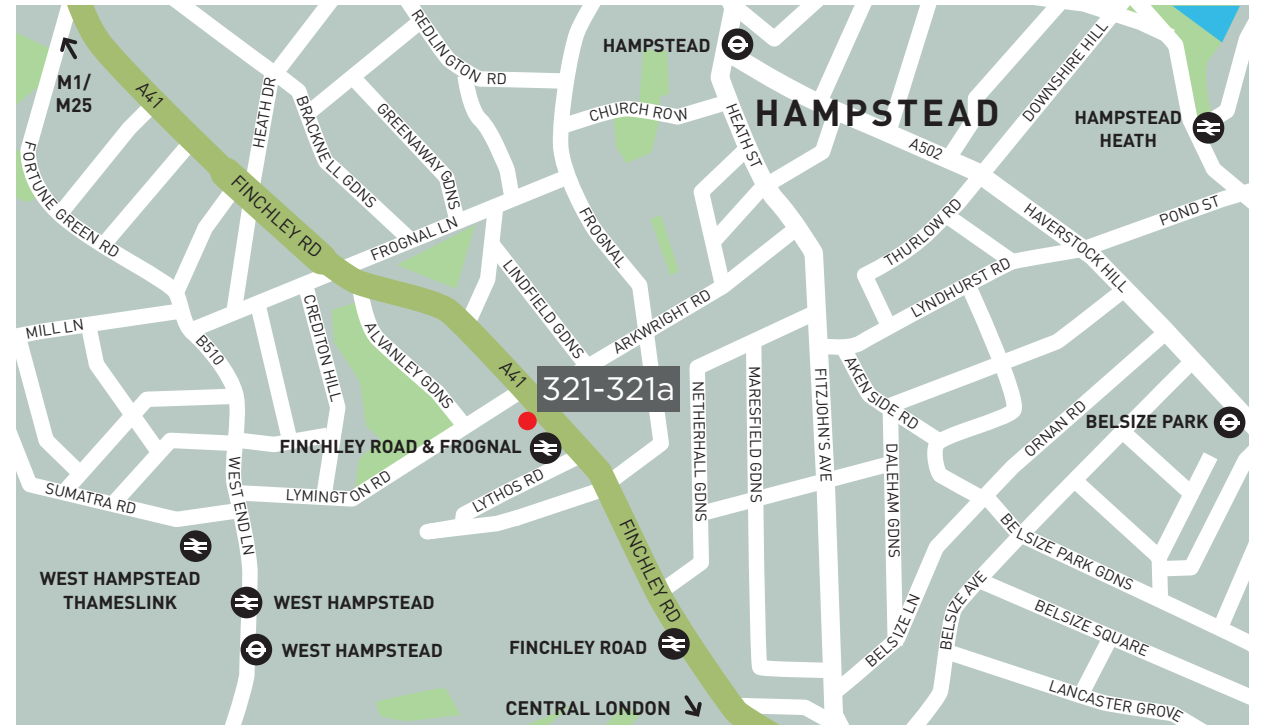 HAMPSTEAD
M1/
M25
A41
REDLINGTON RD
HEATH DR
BRACKNELL GDNS
GREENAWAY GDNS
CHURCH ROW
HEATH ST
HAMPSTEAD
DOWNSHIRE HILL
HAMPSTEAD
HEATH
A502
FORTUNE GREEN RD
FINCHLEY RD
FROGNAL LN
FROGNAL
THURLOW RD
HAVERSTOCK HILL
POND ST
LINDFIELD GDNS
ARKWRIGHT RD
LYNDHURST RD
MILL LN
B510
CREDITON HILL
ALVANLEY GDNS
A41
321-321a
NETHERHALL GDNS
MARESFIELD GDNS
FITZJOHN'S AVE
AKENSIDE RD
DALEHAM GDNS
ORNAN RD
BELSIZE PARK
FINCHLEY ROAD & FROGNAL
SUMATRA RD
WEST END LN
LYMINGTON RD
LYTHOS RD
FINCHLEY RD
BELSIZE PARK GDNS
WEST HAMPSTEAD
THAMESLINK
WEST HAMPSTEAD
WEST HAMPSTEAD
FINCHLEY ROAD
BELSIZE LN
BELSIZE AVE
BELSIZE SQUARE
LANCASTER GROVE
CENTRAL LONDON